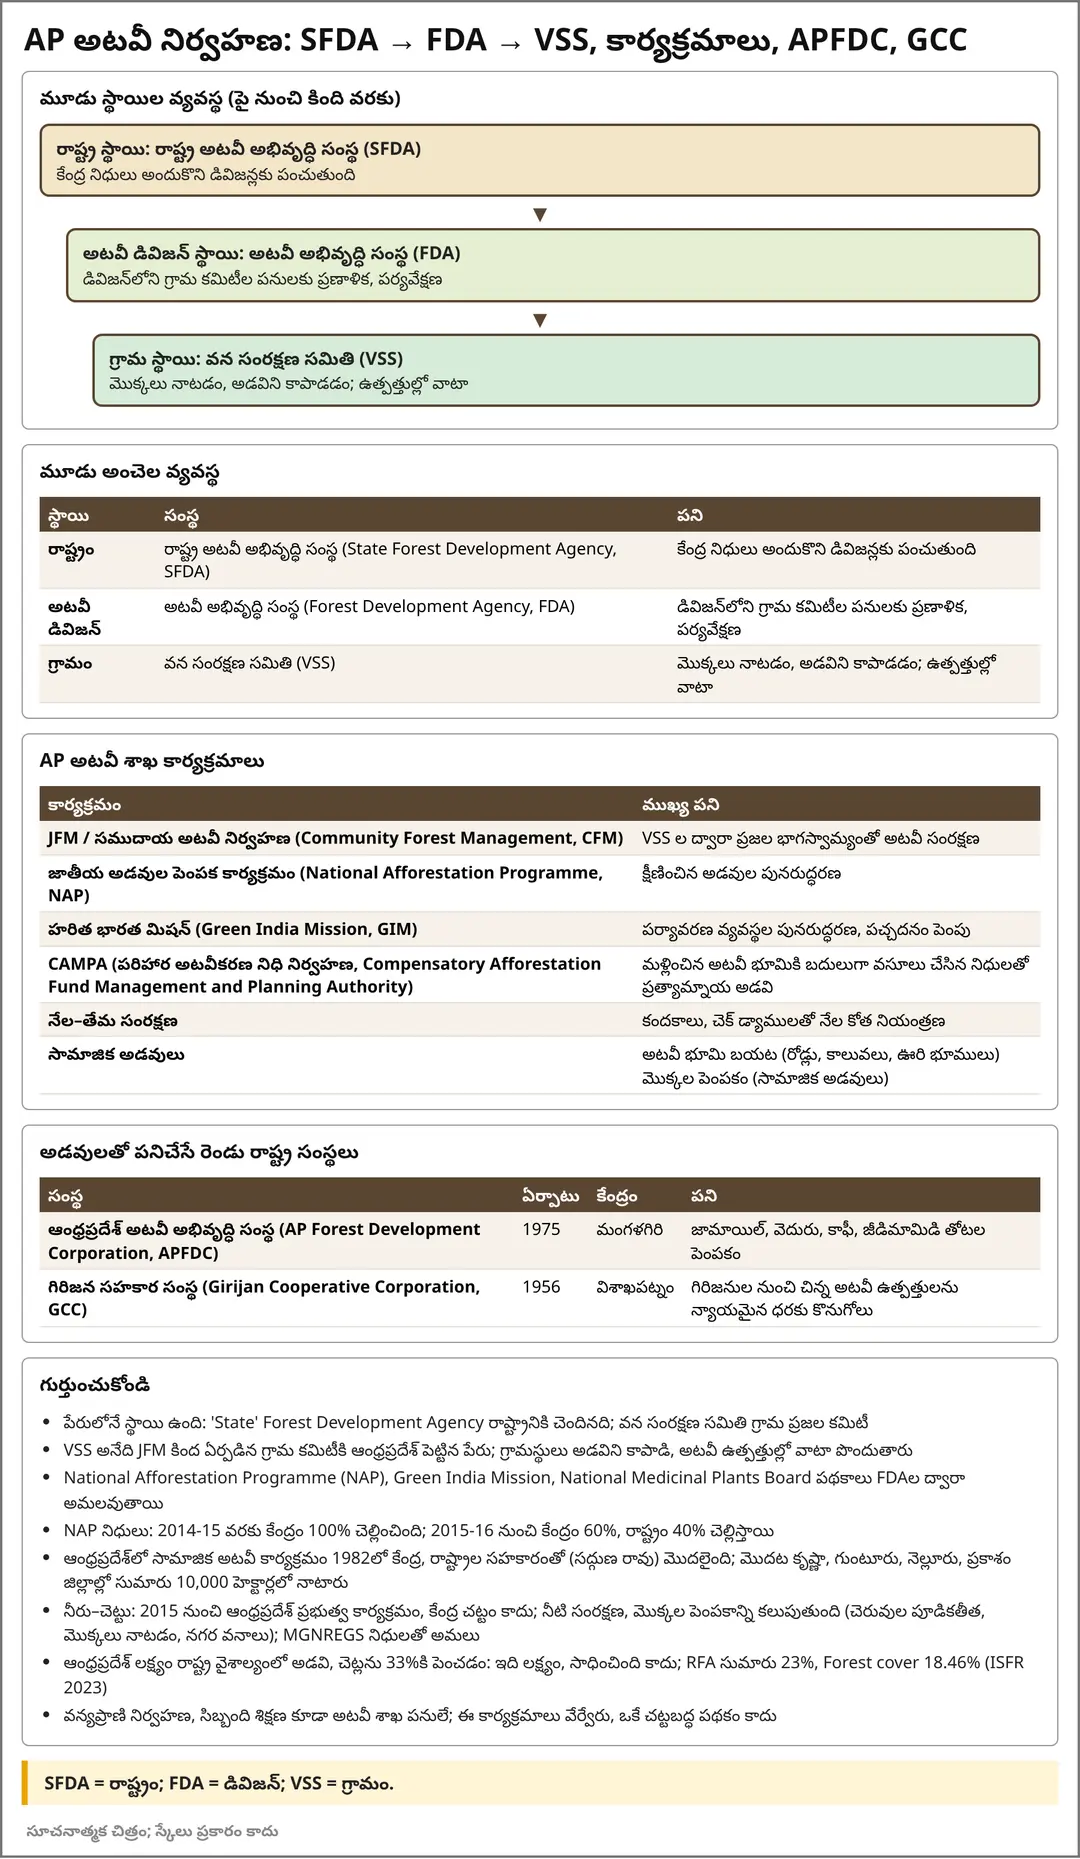 AP అటవీ నిర్వహణ: SFDA → FDA → VSS, కార్యక్రమాలు, APFDC, GCC
మూడు స్థాయిల వ్యవస్థ (పై నుంచి కింది వరకు)
రాష్ట్ర స్థాయి: రాష్ట్ర అటవీ అభివృద్ధి సంస్థ (SFDA)
కేంద్ర నిధులు అందుకొని డివిజన్లకు పంచుతుంది
▼
అటవీ డివిజన్ స్థాయి: అటవీ అభివృద్ధి సంస్థ (FDA)
డివిజన్‌లోని గ్రామ కమిటీల పనులకు ప్రణాళిక, పర్యవేక్షణ
▼
గ్రామ స్థాయి: వన సంరక్షణ సమితి (VSS)
మొక్కలు నాటడం, అడవిని కాపాడడం; ఉత్పత్తుల్లో వాటా
మూడు అంచెల వ్యవస్థ
స్థాయి సంస్థ పని
రాష్ట్రం రాష్ట్ర అటవీ అభివృద్ధి సంస్థ (State Forest Development Agency, కేంద్ర నిధులు అందుకొని డివిజన్లకు పంచుతుంది
SFDA)
అటవీ అటవీ అభివృద్ధి సంస్థ (Forest Development Agency, FDA) డివిజన్‌లోని గ్రామ కమిటీల పనులకు ప్రణాళిక,
డివిజన్ పర్యవేక్షణ
గ్రామం వన సంరక్షణ సమితి (VSS) మొక్కలు నాటడం, అడవిని కాపాడడం; ఉత్పత్తుల్లో
వాటా
AP అటవీ శాఖ కార్యక్రమాలు
కార్యక్రమం ముఖ్య పని
JFM / సముదాయ అటవీ నిర్వహణ (Community Forest Management, CFM) VSS ల ద్వారా ప్రజల భాగస్వామ్యంతో అటవీ సంరక్షణ
జాతీయ అడవుల పెంపక కార్యక్రమం (National Afforestation Programme, క్షీణించిన అడవుల పునరుద్ధరణ
NAP)
హరిత భారత మిషన్ (Green India Mission, GIM) పర్యావరణ వ్యవస్థల పునరుద్ధరణ, పచ్చదనం పెంపు
CAMPA (పరిహార అటవీకరణ నిధి నిర్వహణ, Compensatory Afforestation మళ్లించిన అటవీ భూమికి బదులుగా వసూలు చేసిన నిధులతో
Fund Management and Planning Authority) ప్రత్యామ్నాయ అడవి
నేల–తేమ సంరక్షణ కందకాలు, చెక్ డ్యాములతో నేల కోత నియంత్రణ
సామాజిక అడవులు అటవీ భూమి బయట (రోడ్లు, కాలువలు, ఊరి భూములు)
మొక్కల పెంపకం (సామాజిక అడవులు)
అడవులతో పనిచేసే రెండు రాష్ట్ర సంస్థలు
సంస్థ ఏర్పాటు కేంద్రం పని
ఆంధ్రప్రదేశ్ అటవీ అభివృద్ధి సంస్థ (AP Forest Development 1975 మంగళగిరి జామాయిల్, వెదురు, కాఫీ, జీడిమామిడి తోటల
Corporation, APFDC) పెంపకం
గిరిజన సహకార సంస్థ (Girijan Cooperative Corporation, 1956 విశాఖపట్నం గిరిజనుల నుంచి చిన్న అటవీ ఉత్పత్తులను
GCC) న్యాయమైన ధరకు కొనుగోలు
గుర్తుంచుకోండి
• పేరులోనే స్థాయి ఉంది: 'State' Forest Development Agency రాష్ట్రానికి చెందినది; వన సంరక్షణ సమితి గ్రామ ప్రజల కమిటీ
• VSS అనేది JFM కింద ఏర్పడిన గ్రామ కమిటీకి ఆంధ్రప్రదేశ్ పెట్టిన పేరు; గ్రామస్థులు అడవిని కాపాడి, అటవీ ఉత్పత్తుల్లో వాటా పొందుతారు
• National Afforestation Programme (NAP), Green India Mission, National Medicinal Plants Board పథకాలు FDAల ద్వారా
అమలవుతాయి
• NAP నిధులు: 2014-15 వరకు కేంద్రం 100% చెల్లించింది; 2015-16 నుంచి కేంద్రం 60%, రాష్ట్రం 40% చెల్లిస్తాయి
• ఆంధ్రప్రదేశ్‌లో సామాజిక అటవీ కార్యక్రమం 1982లో కేంద్ర, రాష్ట్రాల సహకారంతో (సద్గుణ రావు) మొదలైంది; మొదట కృష్ణా, గుంటూరు, నెల్లూరు, ప్రకాశం
జిల్లాల్లో సుమారు 10,000 హెక్టార్లలో నాటారు
• నీరు–చెట్టు: 2015 నుంచి ఆంధ్రప్రదేశ్ ప్రభుత్వ కార్యక్రమం, కేంద్ర చట్టం కాదు; నీటి సంరక్షణ, మొక్కల పెంపకాన్ని కలుపుతుంది (చెరువుల పూడికతీత,
మొక్కలు నాటడం, నగర వనాలు); MGNREGS నిధులతో అమలు
• ఆంధ్రప్రదేశ్ లక్ష్యం రాష్ట్ర వైశాల్యంలో అడవి, చెట్లను 33%కి పెంచడం: ఇది లక్ష్యం, సాధించింది కాదు; RFA సుమారు 23%, Forest cover 18.46% (ISFR
2023)
• వన్యప్రాణి నిర్వహణ, సిబ్బంది శిక్షణ కూడా అటవీ శాఖ పనులే; ఈ కార్యక్రమాలు వేర్వేరు, ఒకే చట్టబద్ధ పథకం కాదు
SFDA = రాష్ట్రం; FDA = డివిజన్; VSS = గ్రామం.
సూచనాత్మక చిత్రం; స్కేలు ప్రకారం కాదు